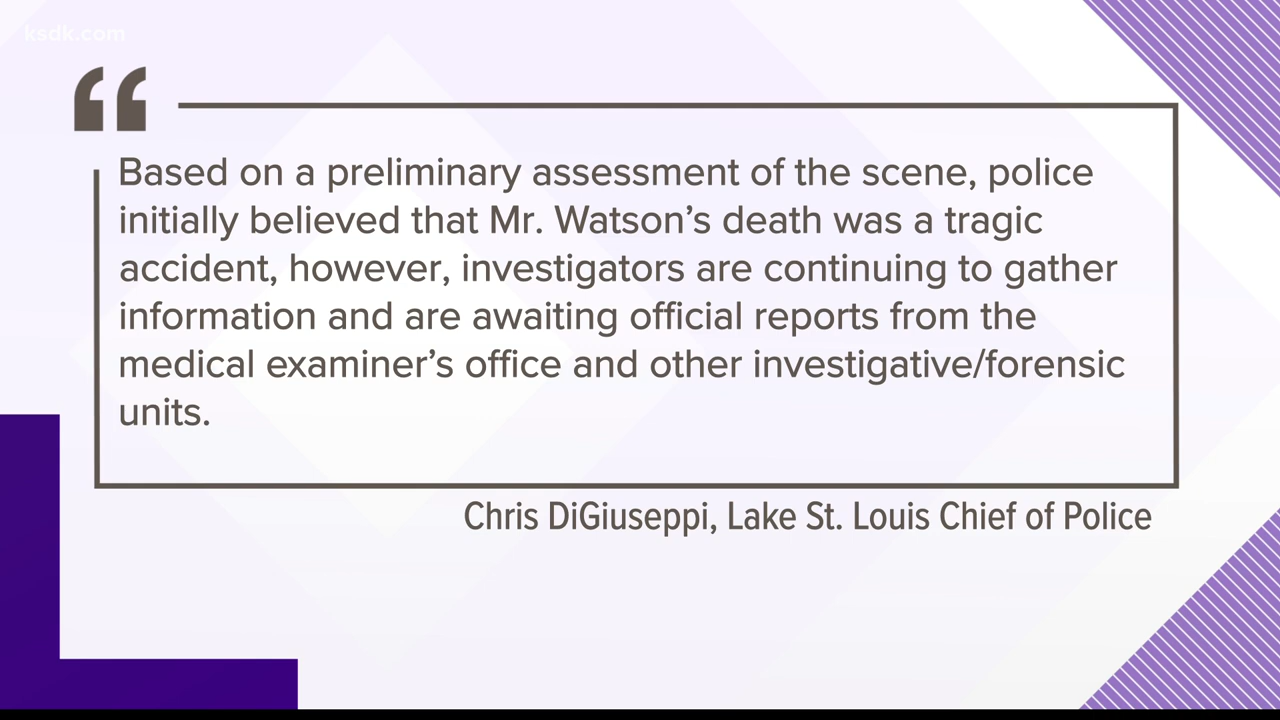 ksdk.com
“
Based on a preliminary assessment of the scene, police
initially believed that Mr. Watson’s death was a tragic
accident, however, investigators are continuing to gather
information and are awaiting official reports from the
medical examiner’s office and other investigative/forensic
units.
Chris DiGiuseppi, Lake St. Louis Chief of Police